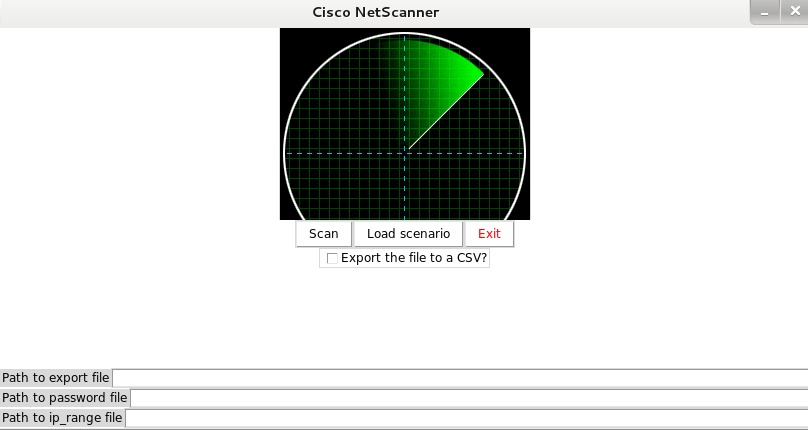 Cisco NetScanner
Scan Load scenario Exit
Export the file to a CSV?
Path to export file
Path to password file
Path to ip_range file